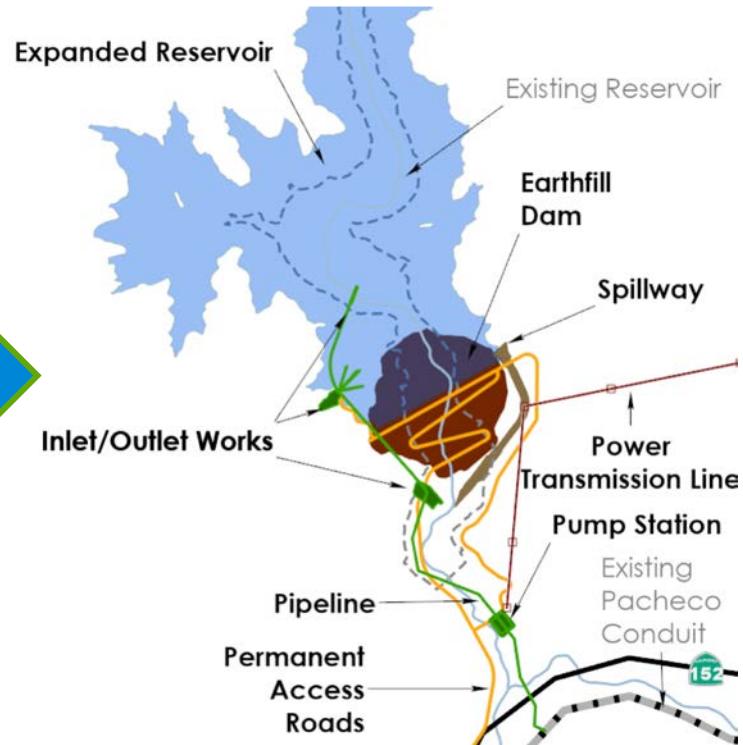 Expanded Reservoir
Existing Reservoir
Earthfill
Dam
Spillway
Inlet/Outlet Works
Power
Transmission Line
Pump Station
Existing
Pacheco
Conduit
Pipeline
152
Permanent
Access
Roads